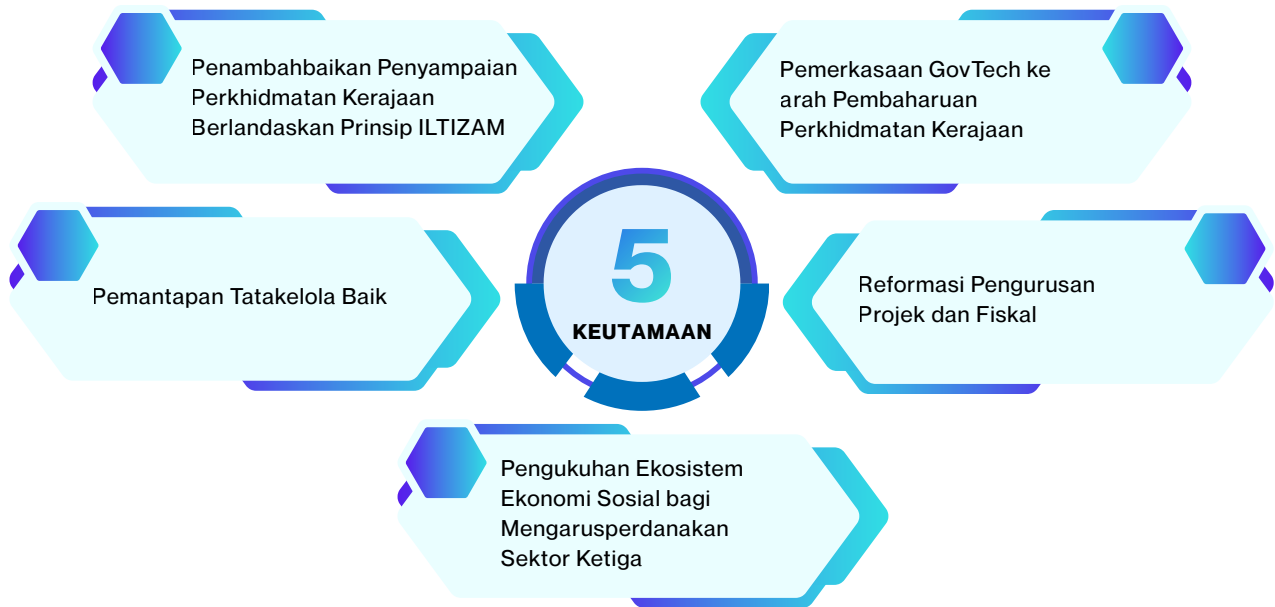 Penambahbaikan Penyampaian
Perkhidmatan Kerajaan
Berlandaskan Prinsip ILTIZAM
Pemerkasaan GovTech ke
arah Pembaharuan
Perkhidmatan Kerajaan
Pemantapan Tatakelola Baik
5
KEUTAMAAN
Reformasi Pengurusan
Projek dan Fiskal
Pengukuhan Ekosistem
Ekonomi Sosial bagi
Mengarusperdanakan
Sektor Ketiga